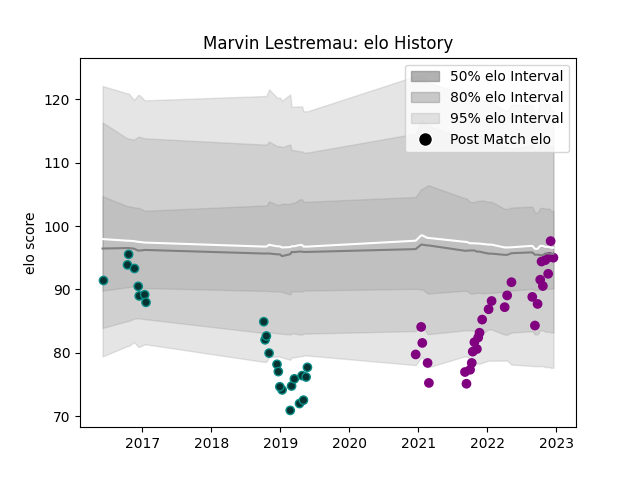 Marvin Lestremau: elo History
50% elo Interval
80% elo Interval
95% elo Interval
Post Match elo
elo score
120
110
100
90
80
70
2017
2018
2019
2020
2021
2022
2023